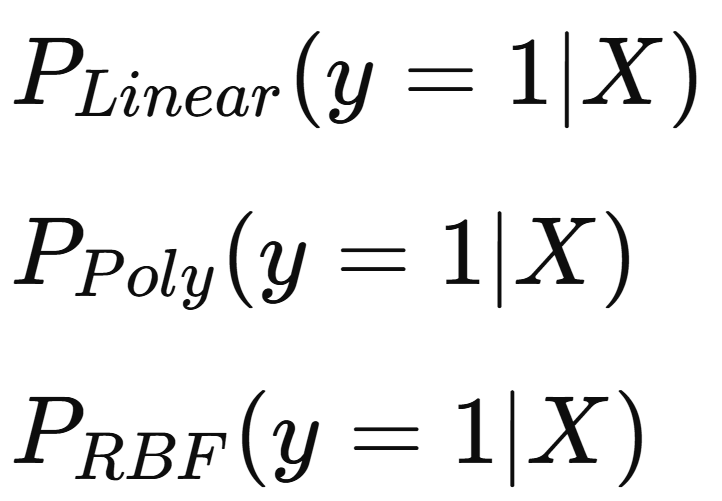 P_{Linear}(y = 1|X)
P_{Poly}(y = 1|X)
P_{RBF}(y = 1|X)